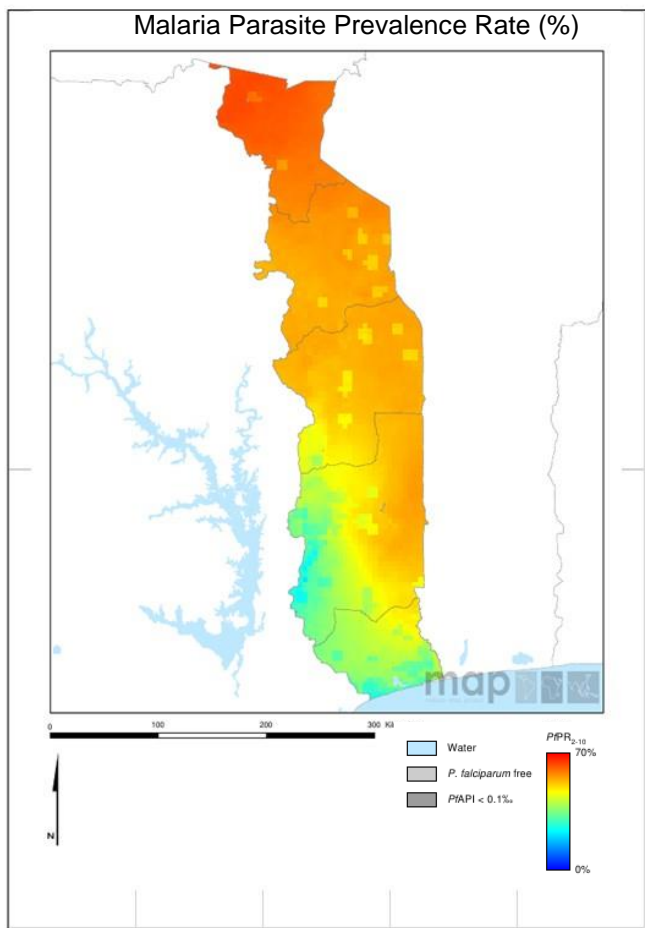 Malaria Parasite Prevalence Rate (%)
map
0 100 200 300 Kil
Water
P. falciparum free
PfAPI < 0.1‰
PfPR2-10
70%
0%
N